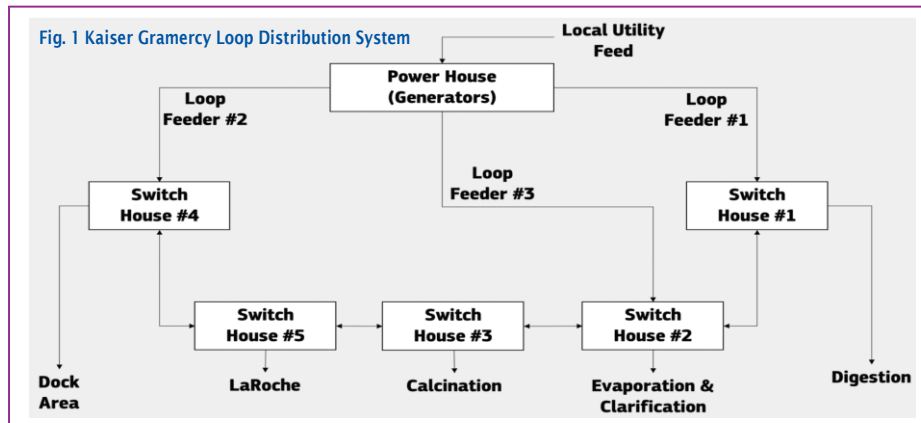 Fig. 1 Kaiser Gramercy Loop Distribution System
Local Utility
Feed
Power House
(Generators)
Loop
Feeder #2
Loop
Feeder #1
Loop
Feeder #3
Switch
House #4
Switch
House #1
Switch
House #5
Switch
House #3
Switch
House #2
Dock
Area
LaRoche
Calcination
Evaporation &
Clarification
Digestion